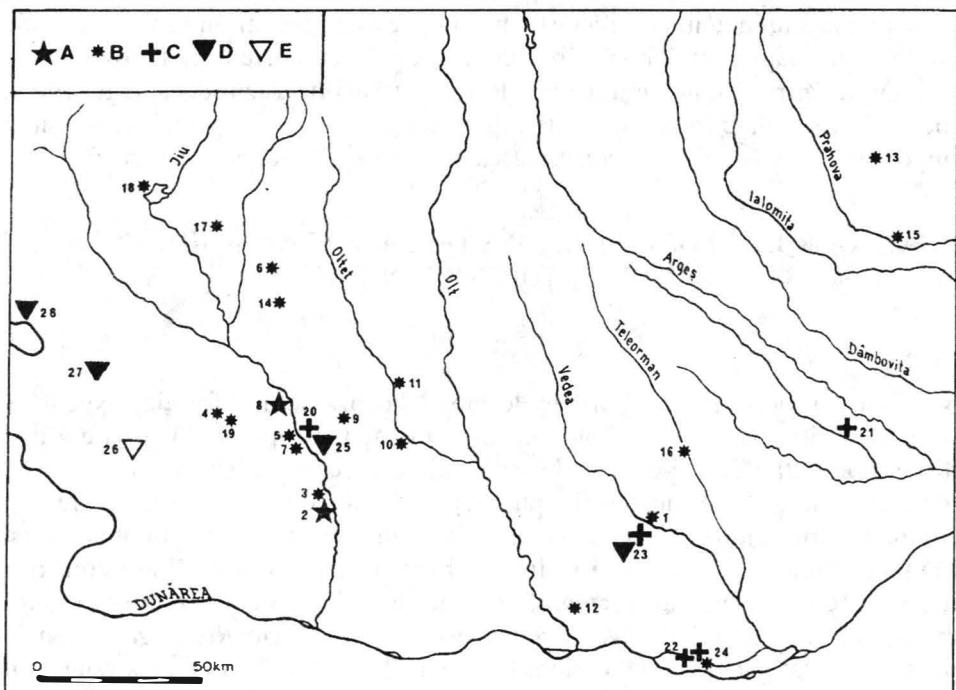 A B C D E
Jiu
Prahova
13
18
Ialomita
17
15
Olteț
6
Argeș
Olt
14
28
Teleorman
Dâmbovita
Vedea
27
11
8
4
20
9
19
21
5
10
25
7
26
16
3
2
1
23
DUNĂREA
12
22
24
0 50km